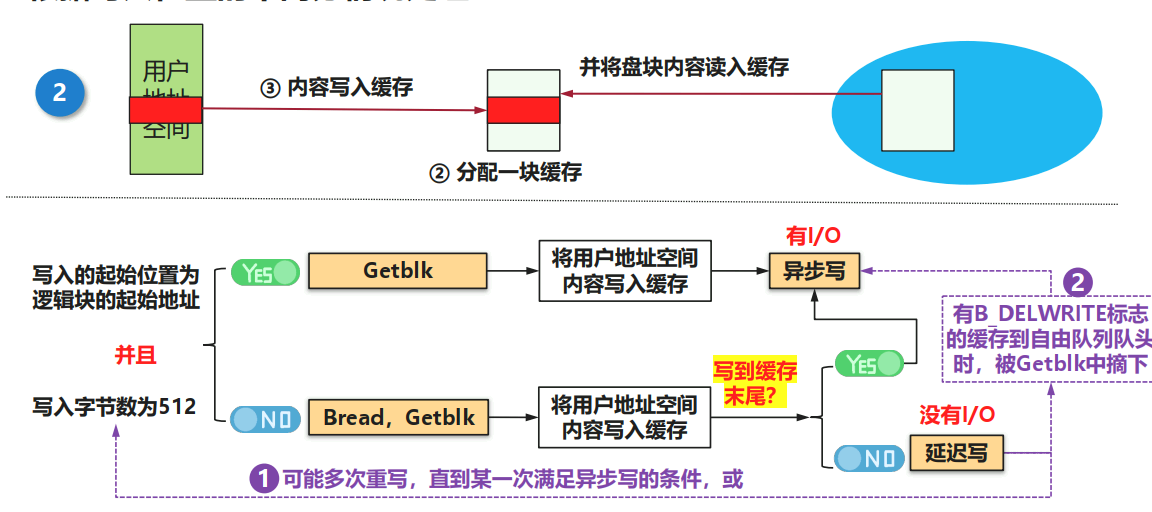 2
用户
地址
空间
③ 内容写入缓存
并将盘块内容读入缓存
② 分配一块缓存
有I/O
写入的起始位置为
逻辑块的起始地址
YES
Getblk
将用户地址空间
内容写入缓存
异步写
2
有B_DELWRITE标志
的缓存到自由队列队头
时，被Getblk中摘下
并且
写到缓存
末尾？
YES
写入字节数为512
NO
Bread，Getblk
将用户地址空间
内容写入缓存
没有I/O
NO
延迟写
1 可能多次重写，直到某一次满足异步写的条件，或